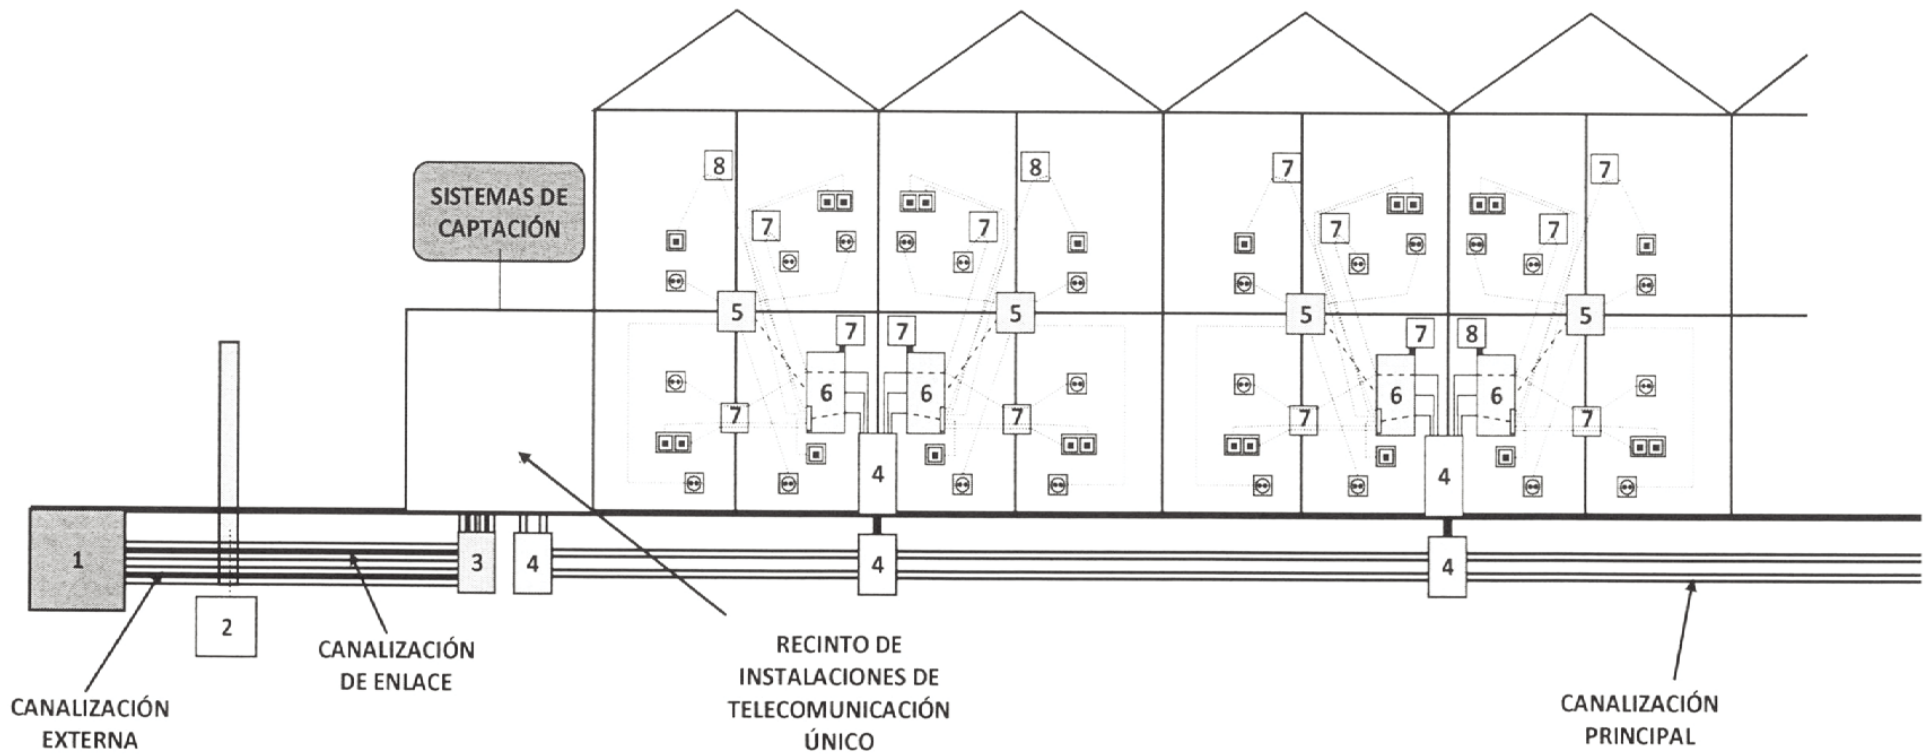 8
8
7
7
SISTEMAS DE
CAPTACIÓN
7
7
7
7
5
5
5
5
7
7
7
8
6
6
6
6
7
7
7
7
4
4
1
3
4
4
4
2
CANALIZACIÓN
DE ENLACE
RECINTO DE
INSTALACIONES DE
TELECOMUNICACIÓN
ÚNICO
CANALIZACIÓN
EXTERNA
CANALIZACIÓN
PRINCIPAL